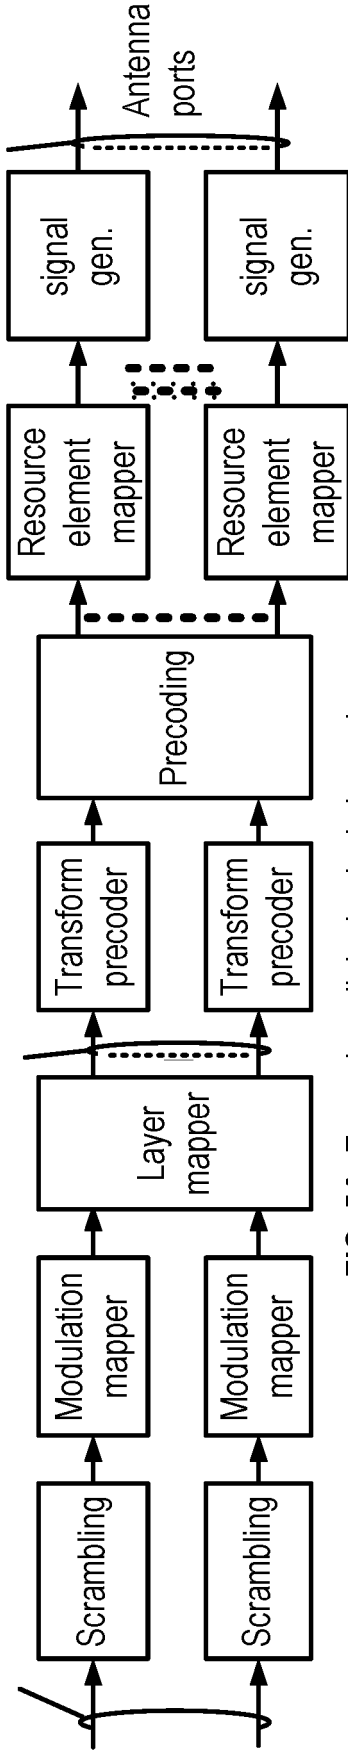 Scrambling
Modulation
mapper
Layer
mapper
Transform
precoder
Precoding
Resource
element
mapper
signal
gen.
Antenna
ports
Scrambling
Modulation
mapper
Transform
precoder
Resource
element
mapper
signal
gen.